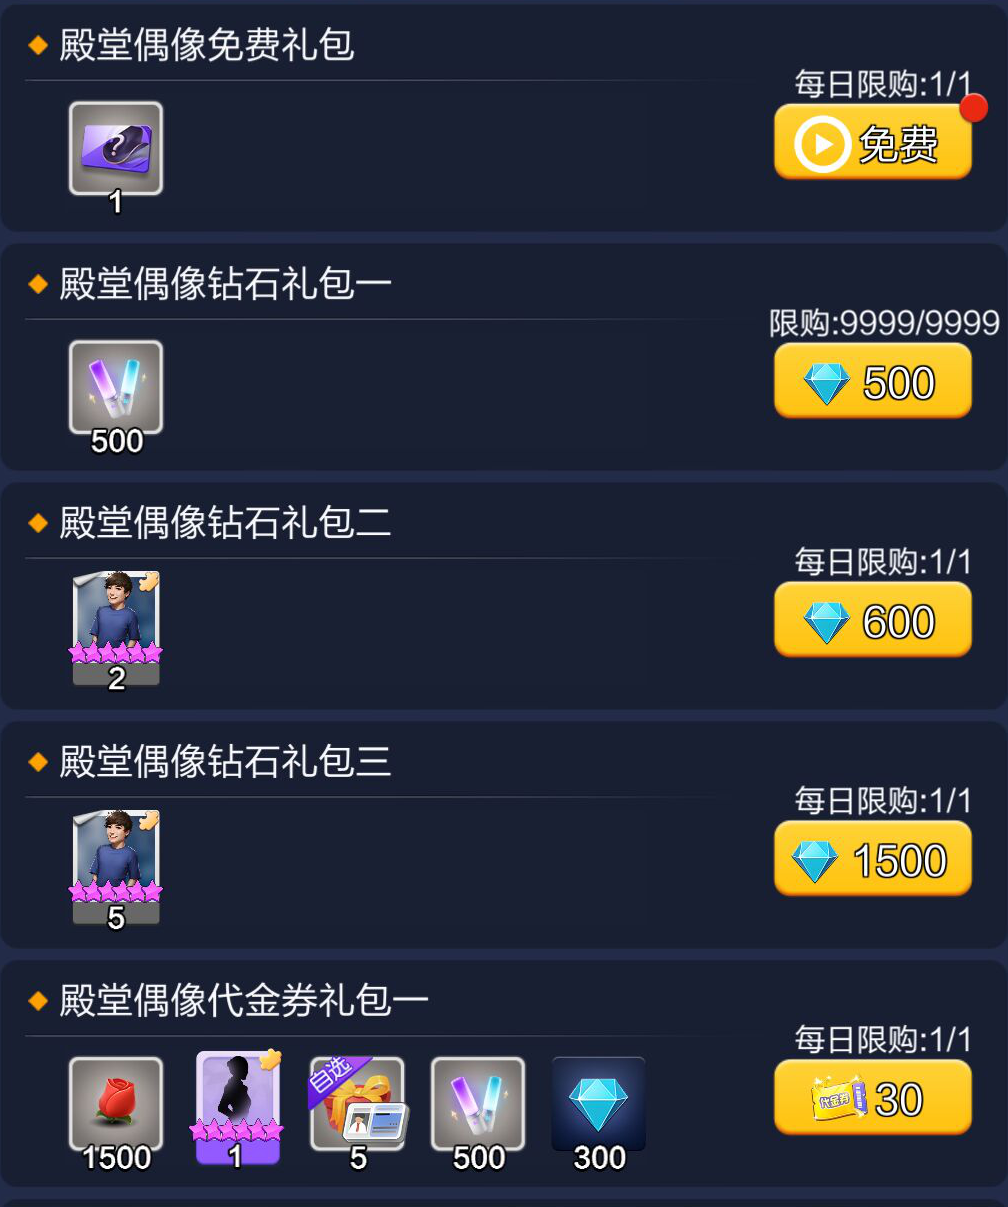 殿堂偶像免费礼包
每日限购:1/1
?
免费
1
殿堂偶像钻石礼包一
限购:9999/9999
500
500
殿堂偶像钻石礼包二
每日限购:1/1
600
2
殿堂偶像钻石礼包三
每日限购:1/1
1500
5
殿堂偶像代金券礼包一
每日限购:1/1
自选
代金券
30
1500
1
5
500
300